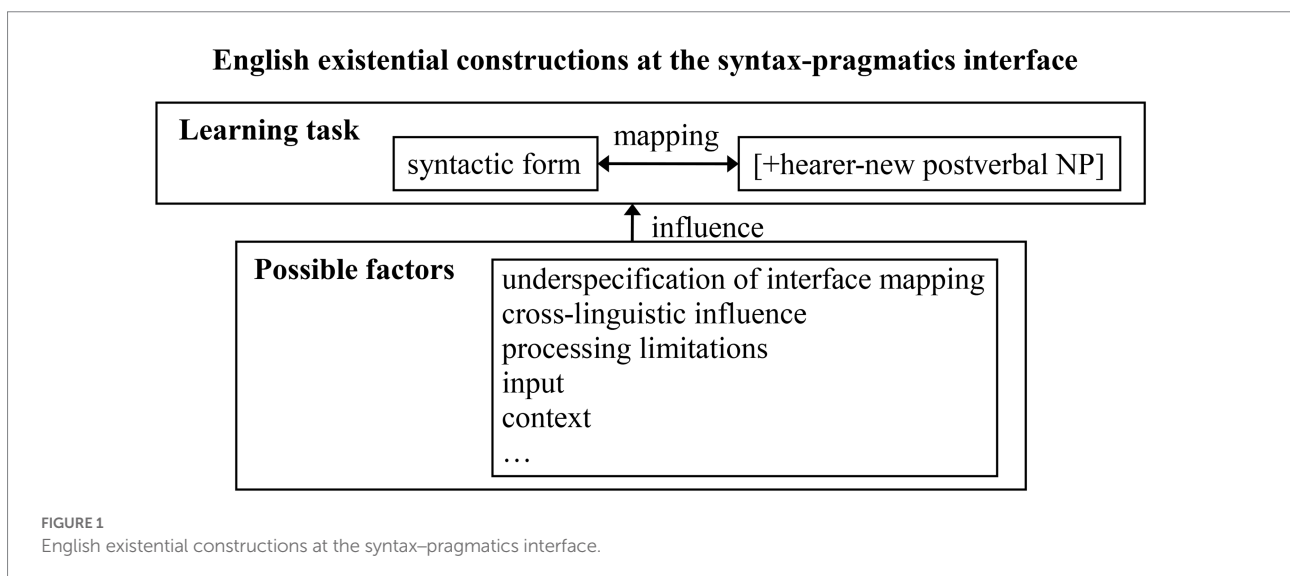 English existential constructions at the syntax-pragmatics interface
Learning task
mapping
syntactic form
[+hearer-new postverbal NP]
influence
Possible factors
underspecification of interface mapping
cross-linguistic influence
processing limitations
input
context
…
FIGURE 1
English existential constructions at the syntax–pragmatics interface.